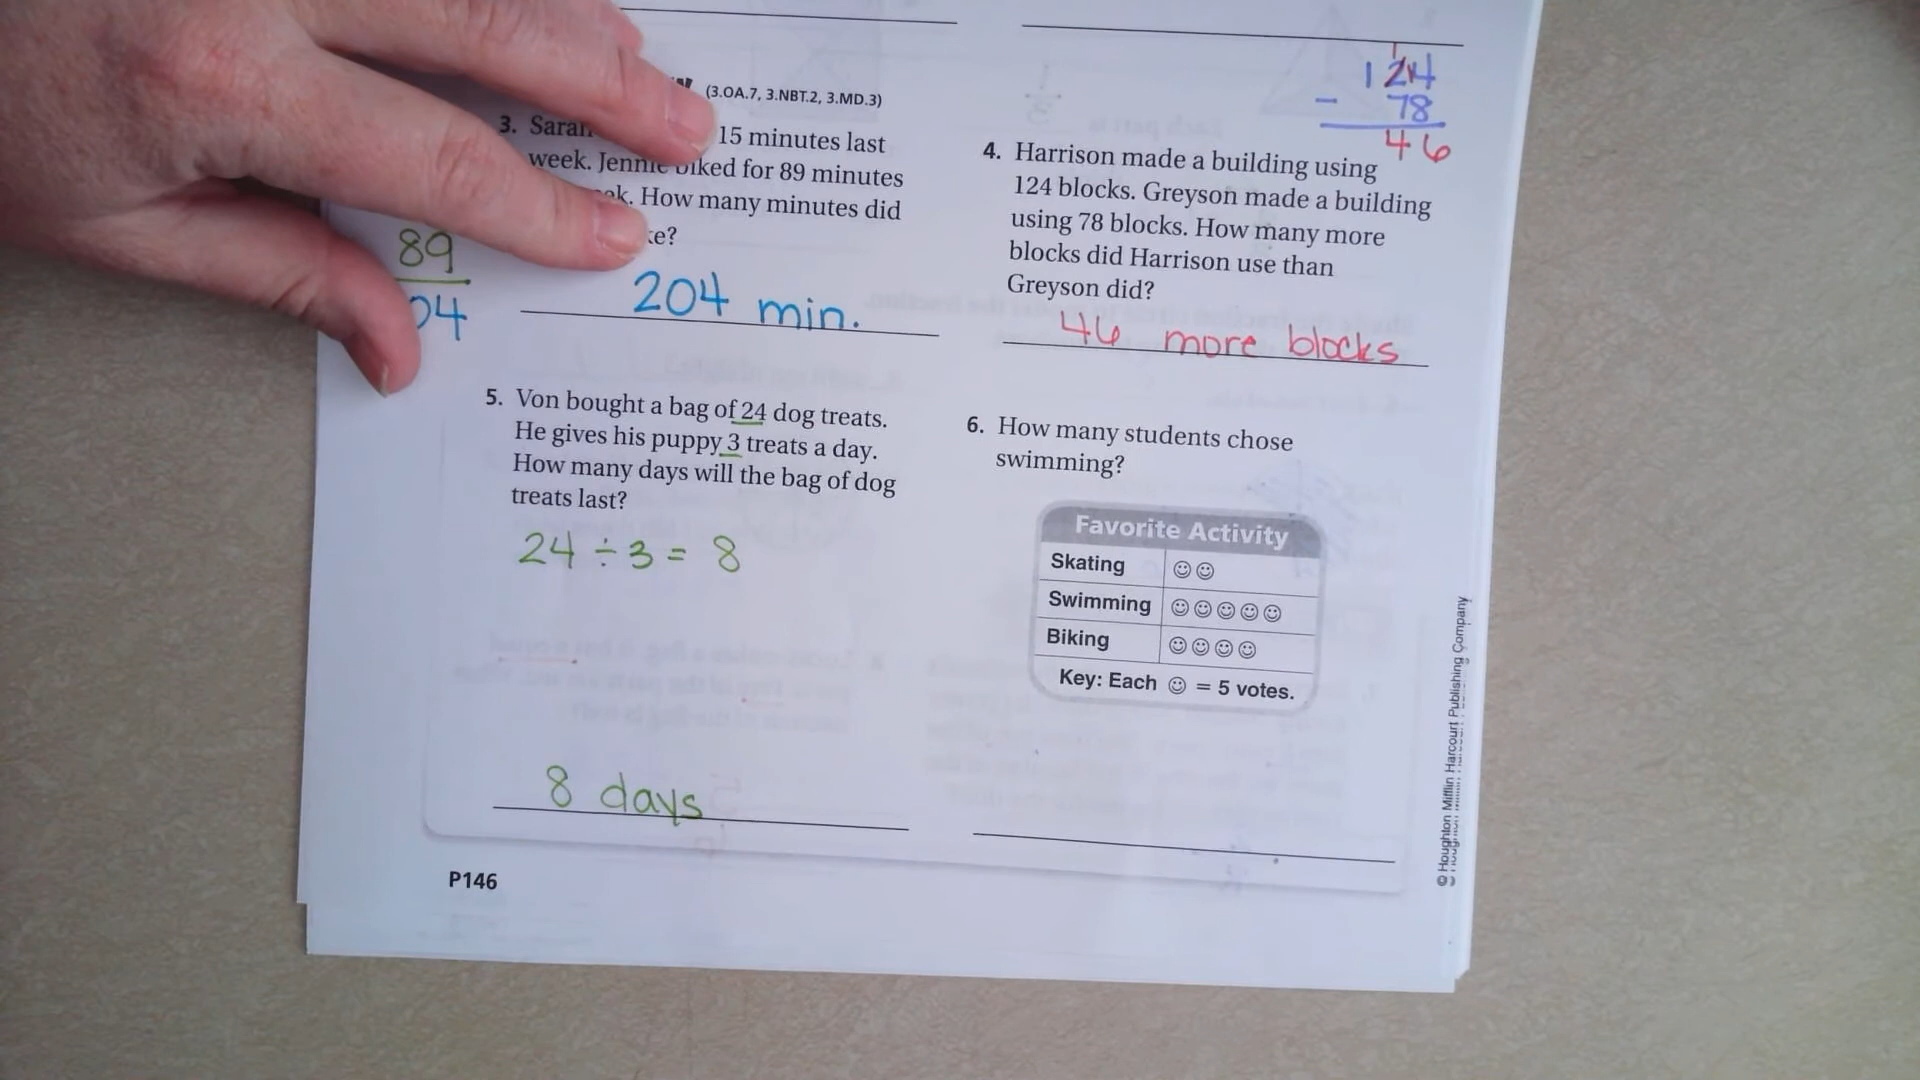 (3.OA.7, 3.NBT.2, 3.MD.3)
3. Sarah 15 minutes last
week. Jennie biked for 89 minutes
How many minutes did
204 min.
89
04
124
- 78
46
4. Harrison made a building using
124 blocks. Greyson made a building
using 78 blocks. How many more
blocks did Harrison use than
Greyson did?
46 more blocks
5. Von bought a bag of 24 dog treats.
He gives his puppy 3 treats a day.
How many days will the bag of dog
treats last?
24 ÷ 3 = 8
8 days
6. How many students chose
swimming?
Favorite Activity
Skating ☺☺
Swimming ☺☺☺☺☺
Biking ☺☺☺☺
Key: Each ☺ = 5 votes.
P146
© Houghton Mifflin Harcourt Publishing Company